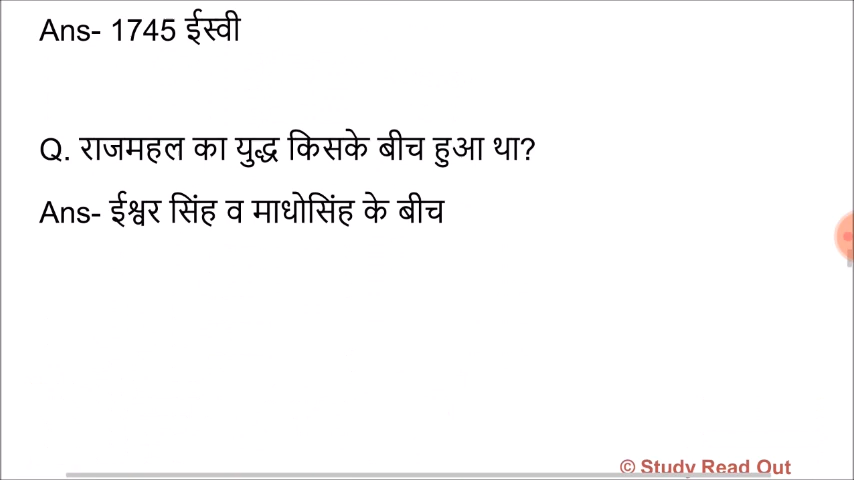 Ans- 1745 ईस्वी
Q. राजमहल का युद्ध किसके बीच हुआ था?
Ans- ईश्वर सिंह व माधोसिंह के बीच
© Study Read Out